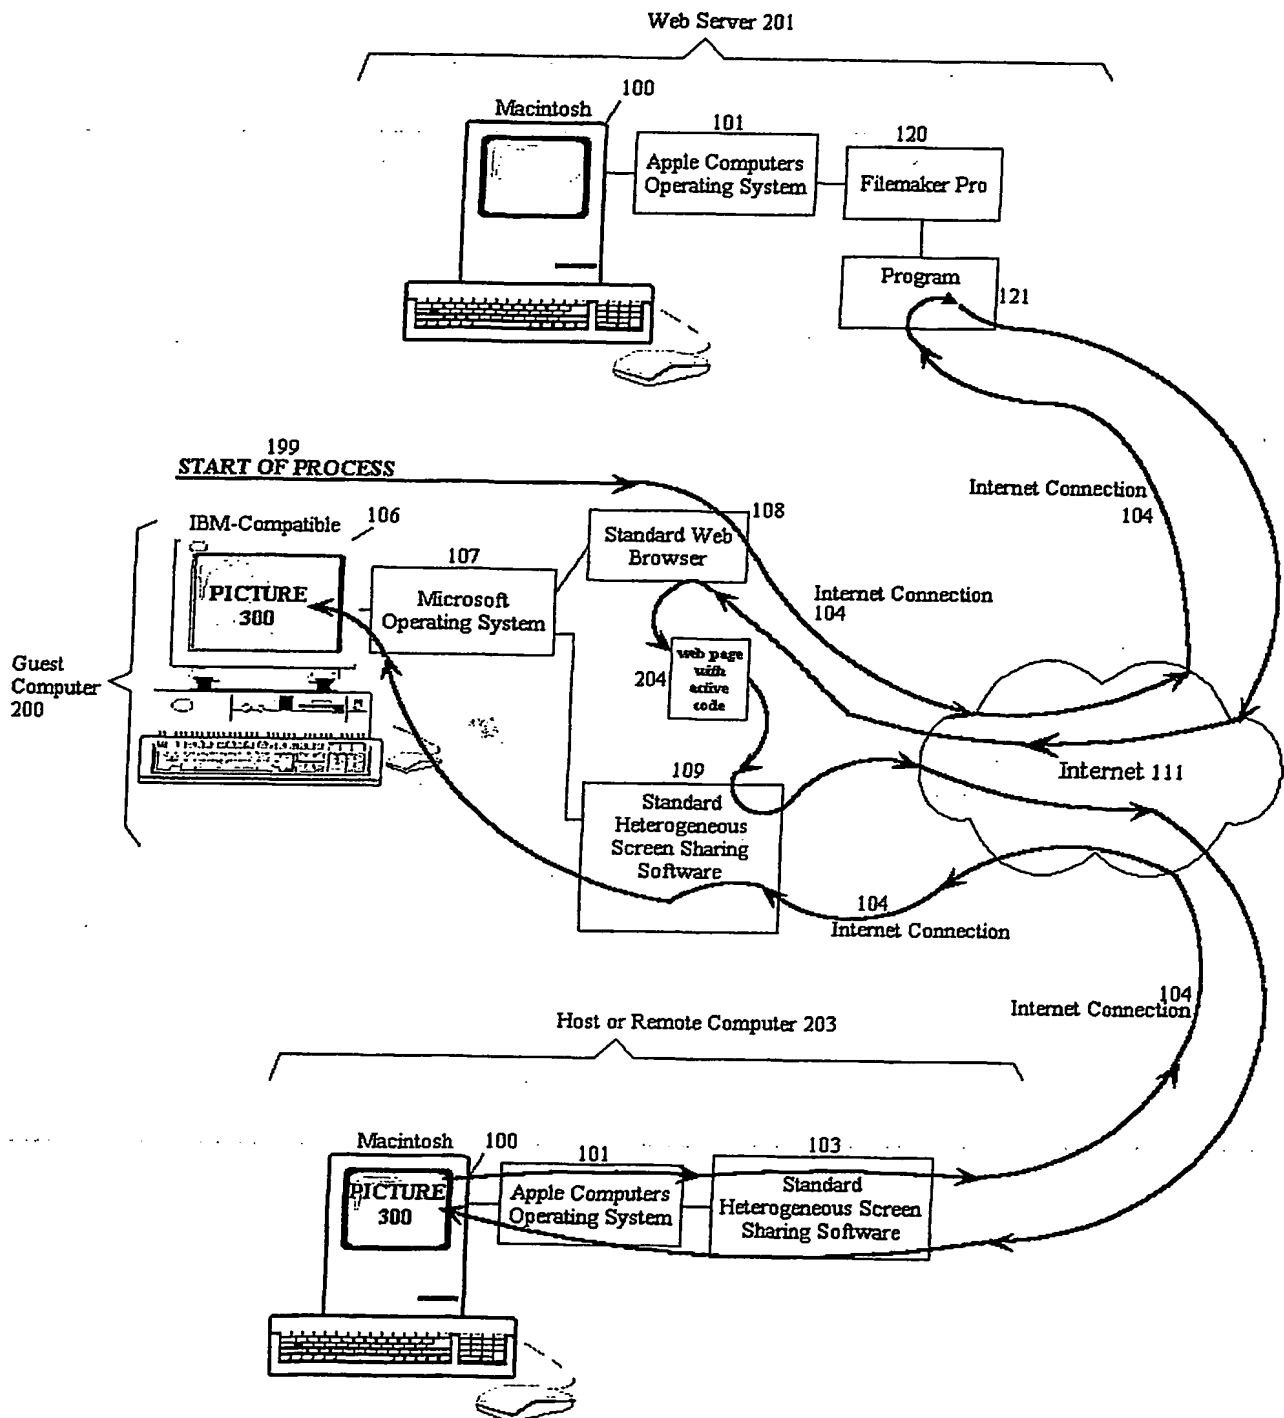 Web Server 201
Macintosh
100
101
Apple Computers
Operating System
120
Filemaker Pro
Program
121
199
START OF PROCESS
Internet Connection
104
IBM-Compatible
106
108
Standard Web
Browser
107
Microsoft
Operating System
PICTURE
300
Internet Connection
104
Guest
Computer
200
204
web page
with
active
code
Internet 111
109
Standard
Heterogeneous
Screen Sharing
Software
104
Internet Connection
104
Internet Connection
Host or Remote Computer 203
Macintosh
100
101
Apple Computers
Operating System
103
Standard
Heterogeneous Screen
Sharing Software
PICTURE
300